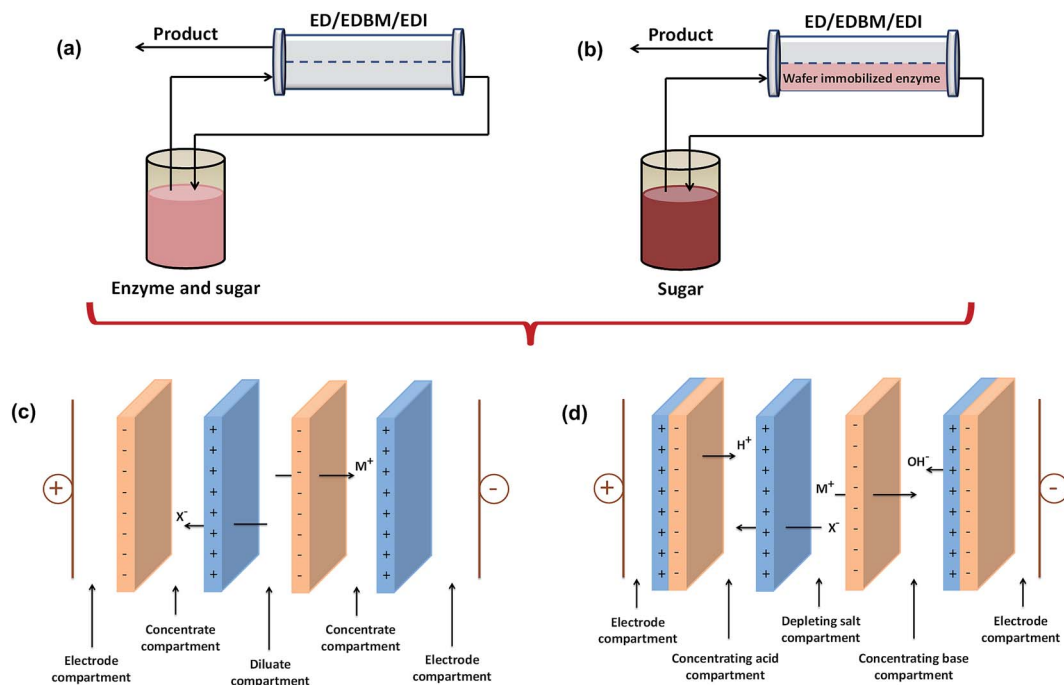 (a)
ED/EDBM/EDI
Product
Enzyme and sugar
(b)
ED/EDBM/EDI
Product
Wafer immobilized enzyme
Sugar
(c)
+
-
-
-
-
-
-
-
-
+
+
+
+
+
+
+
+
-
-
-
-
-
-
-
-
+
+
+
+
+
+
+
+
-
X⁻
M⁺
Electrode
compartment
Concentrate
compartment
Diluate
compartment
Concentrate
compartment
Electrode
compartment
(d)
+
+ -
+ -
+ -
+ -
+ -
+ -
+ -
+ -
+
+
+
+
+
+
+
+
-
-
-
-
-
-
-
-
+ -
+ -
+ -
+ -
+ -
+ -
+ -
+ -
-
H⁺
M⁺
X⁻
OH⁻
Electrode
compartment
Concentrating acid
compartment
Depleting salt
compartment
Concentrating base
compartment
Electrode
compartment